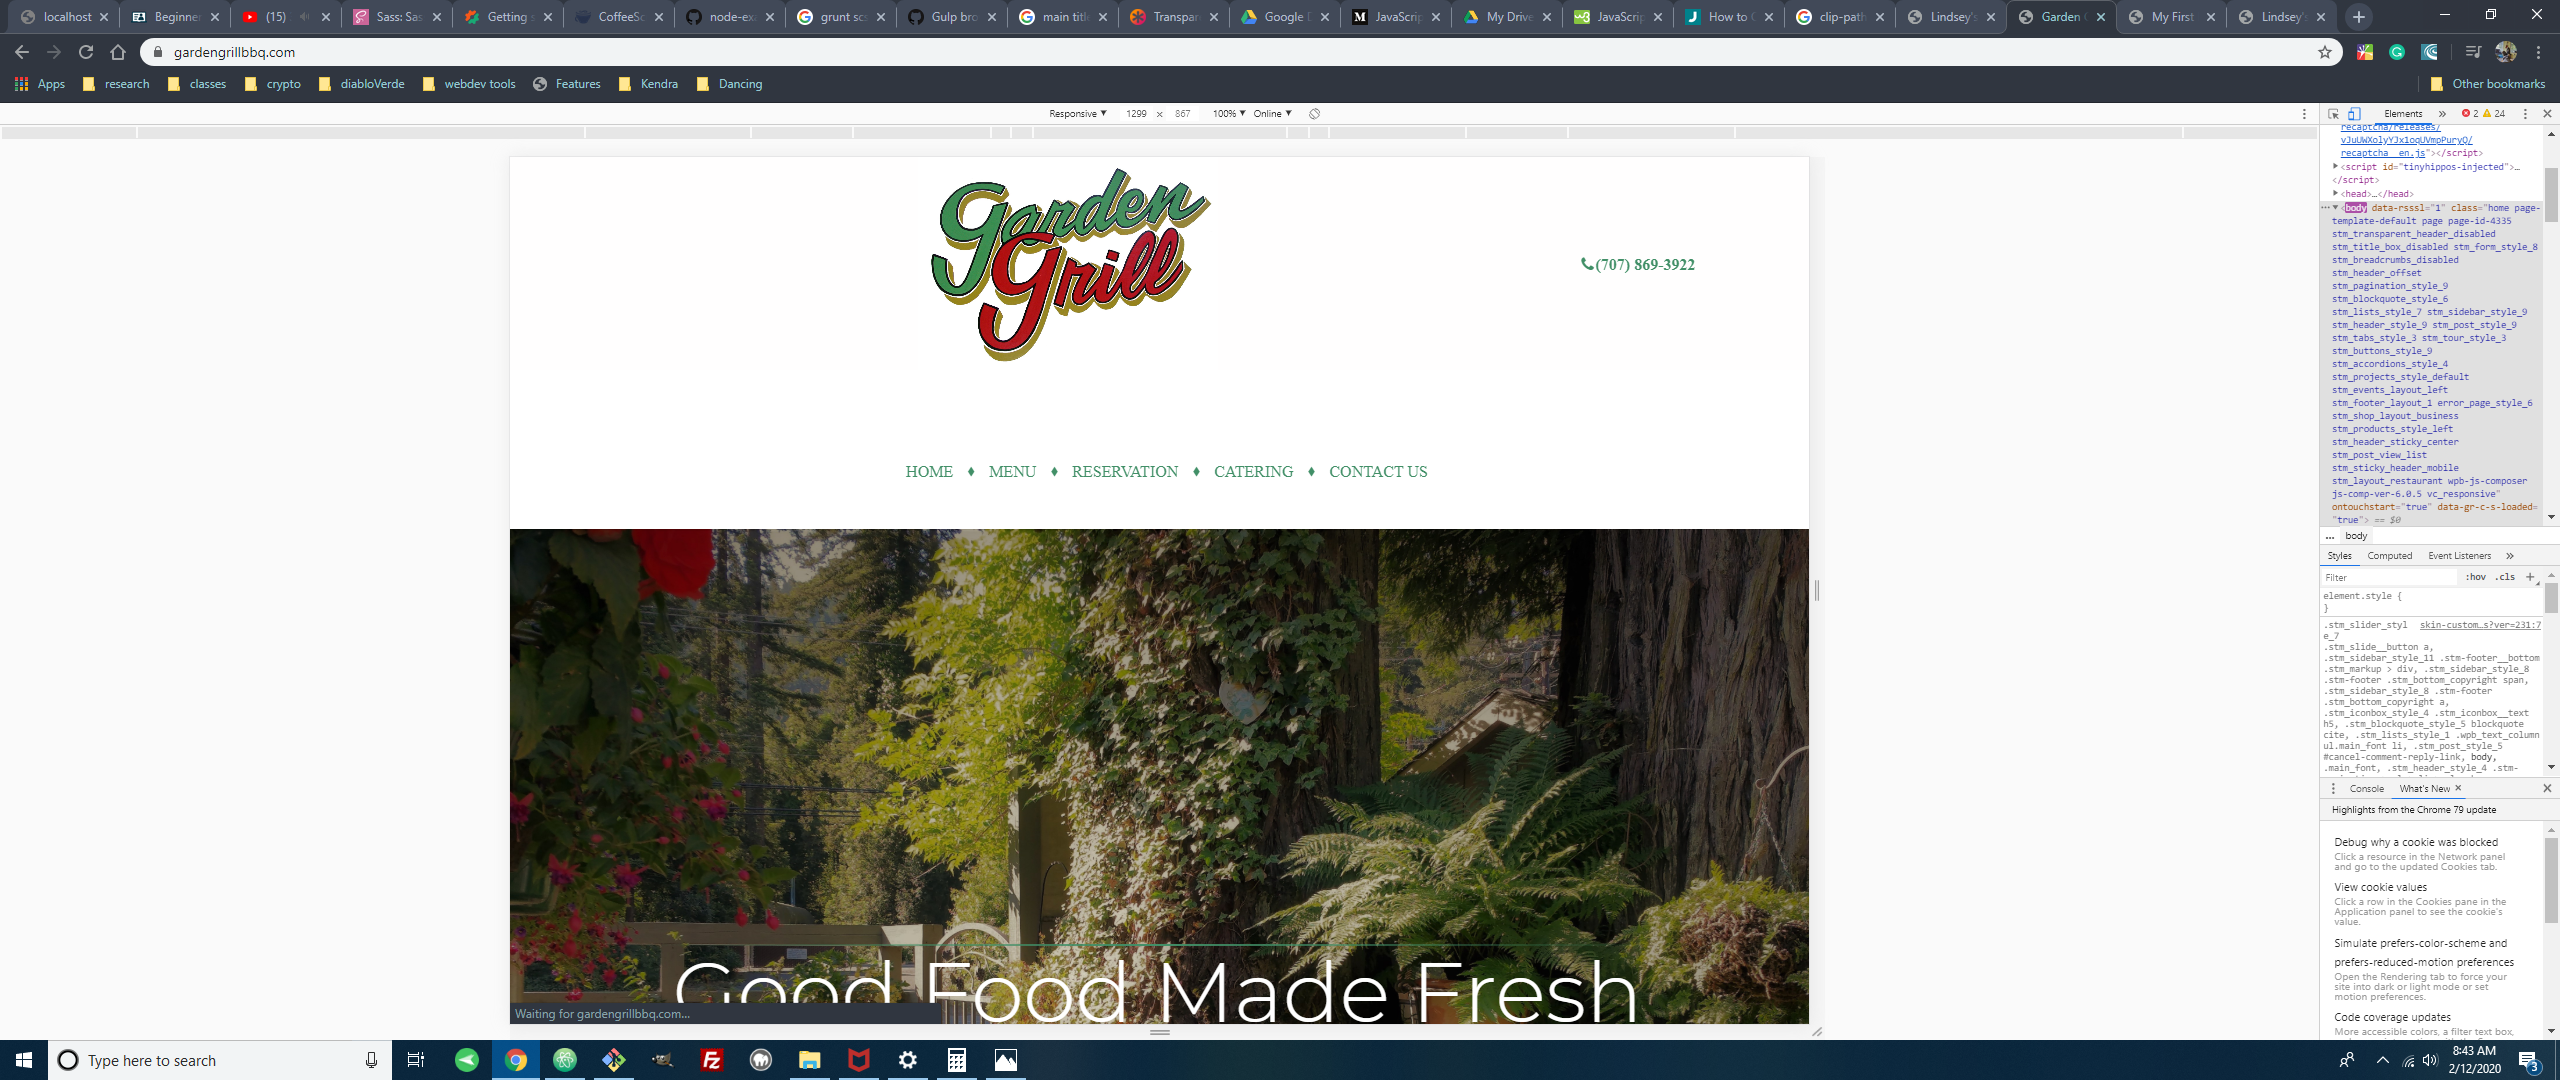 localhost
Beginner
(15)
Sass: Sas
Getting s
CoffeeSc
node-exa
grunt scs
Gulp bro
main title
Transpar
Google D
JavaScrip
My Drive
JavaScrip
How to C
clip-path
Lindsey's
Garden
My First
Lindsey's
gardengrillbbq.com
Apps
research
classes
crypto
diabloVerde
webdev tools
Features
Kendra
Dancing
Other bookmarks
Responsive ▼ 1299 × 867 100% ▼ Online ▼
Garden
Grill
(707) 869-3922
HOME ♦ MENU ♦ RESERVATION ♦ CATERING ♦ CONTACT US
Good Food Made Fresh
Waiting for gardengrillbbq.com...
Elements » 2 24
recaptcha/releases/
vJuUWXolyYJx1oqUVmpPuryQ/
recaptcha__en.js"></script>
<script id="tinyhippos-injected">…
</script>
<head>…</head>
<body data-rsssl="1" class="home page-
template-default page page-id-4335
stm_transparent_header_disabled
stm_title_box_disabled stm_form_style_8
stm_breadcrumbs_disabled
stm_header_offset
stm_pagination_style_9
stm_blockquote_style_6
stm_lists_style_7 stm_sidebar_style_9
stm_header_style_9 stm_post_style_9
stm_tabs_style_3 stm_tour_style_3
stm_buttons_style_9
stm_accordions_style_4
stm_projects_style_default
stm_events_layout_left
stm_footer_layout_1 error_page_style_6
stm_shop_layout_business
stm_products_style_left
stm_header_sticky_center
stm_post_view_list
stm_sticky_header_mobile
stm_layout_restaurant wpb-js-composer
js-comp-ver-6.0.5 vc_responsive"
ontouchstart="true" data-gr-c-s-loaded=
"true"> == $0
... body
Styles Computed Event Listeners »
Filter :hov .cls +
element.style {
}
.stm_slider_styl skin-custom…s?ver=231:7
e_7
.stm_slide__button a,
.stm_sidebar_style_11 .stm-footer__bottom
.stm_markup > div, .stm_sidebar_style_8
.stm-footer .stm_bottom_copyright span,
.stm_sidebar_style_8 .stm-footer
.stm_bottom_copyright a,
.stm_iconbox_style_4 .stm_iconbox__text
h5, .stm_blockquote_style_5 blockquote
cite, .stm_lists_style_1 .wpb_text_column
ul.main_font li, .stm_post_style_5
#cancel-comment-reply-link, body,
.main_font, .stm_header_style_4 .stm-
Console What's New ×
Highlights from the Chrome 79 update
Debug why a cookie was blocked
Click a resource in the Network panel
and go to the updated Cookies tab.
View cookie values
Click a row in the Cookies pane in the
Application panel to see the cookie's
value.
Simulate prefers-color-scheme and
prefers-reduced-motion preferences
Open the Rendering tab to force your
site into dark or light mode or set
motion preferences.
Code coverage updates
More accessible colors, a filter text box,
Type here to search
8:43 AM
2/12/2020
3